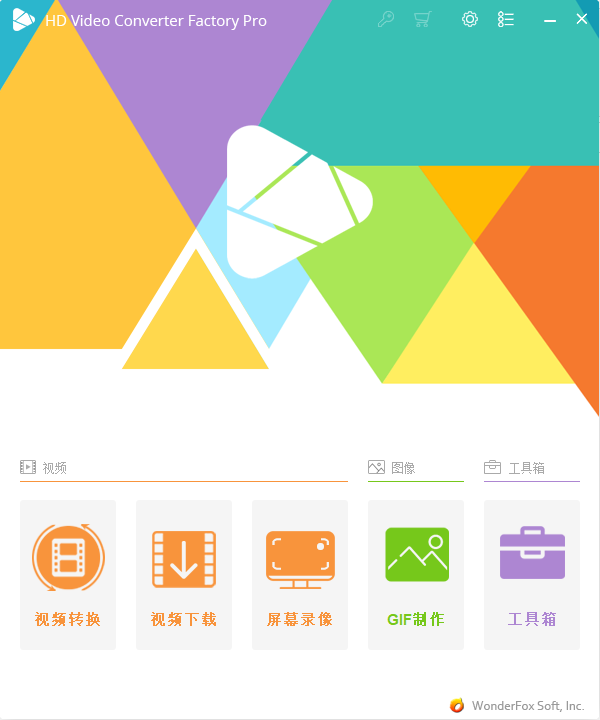 HD Video Converter Factory Pro
视频
图像
工具箱
视频转换
视频下载
屏幕录像
GIF制作
工具箱
WonderFox Soft, Inc.